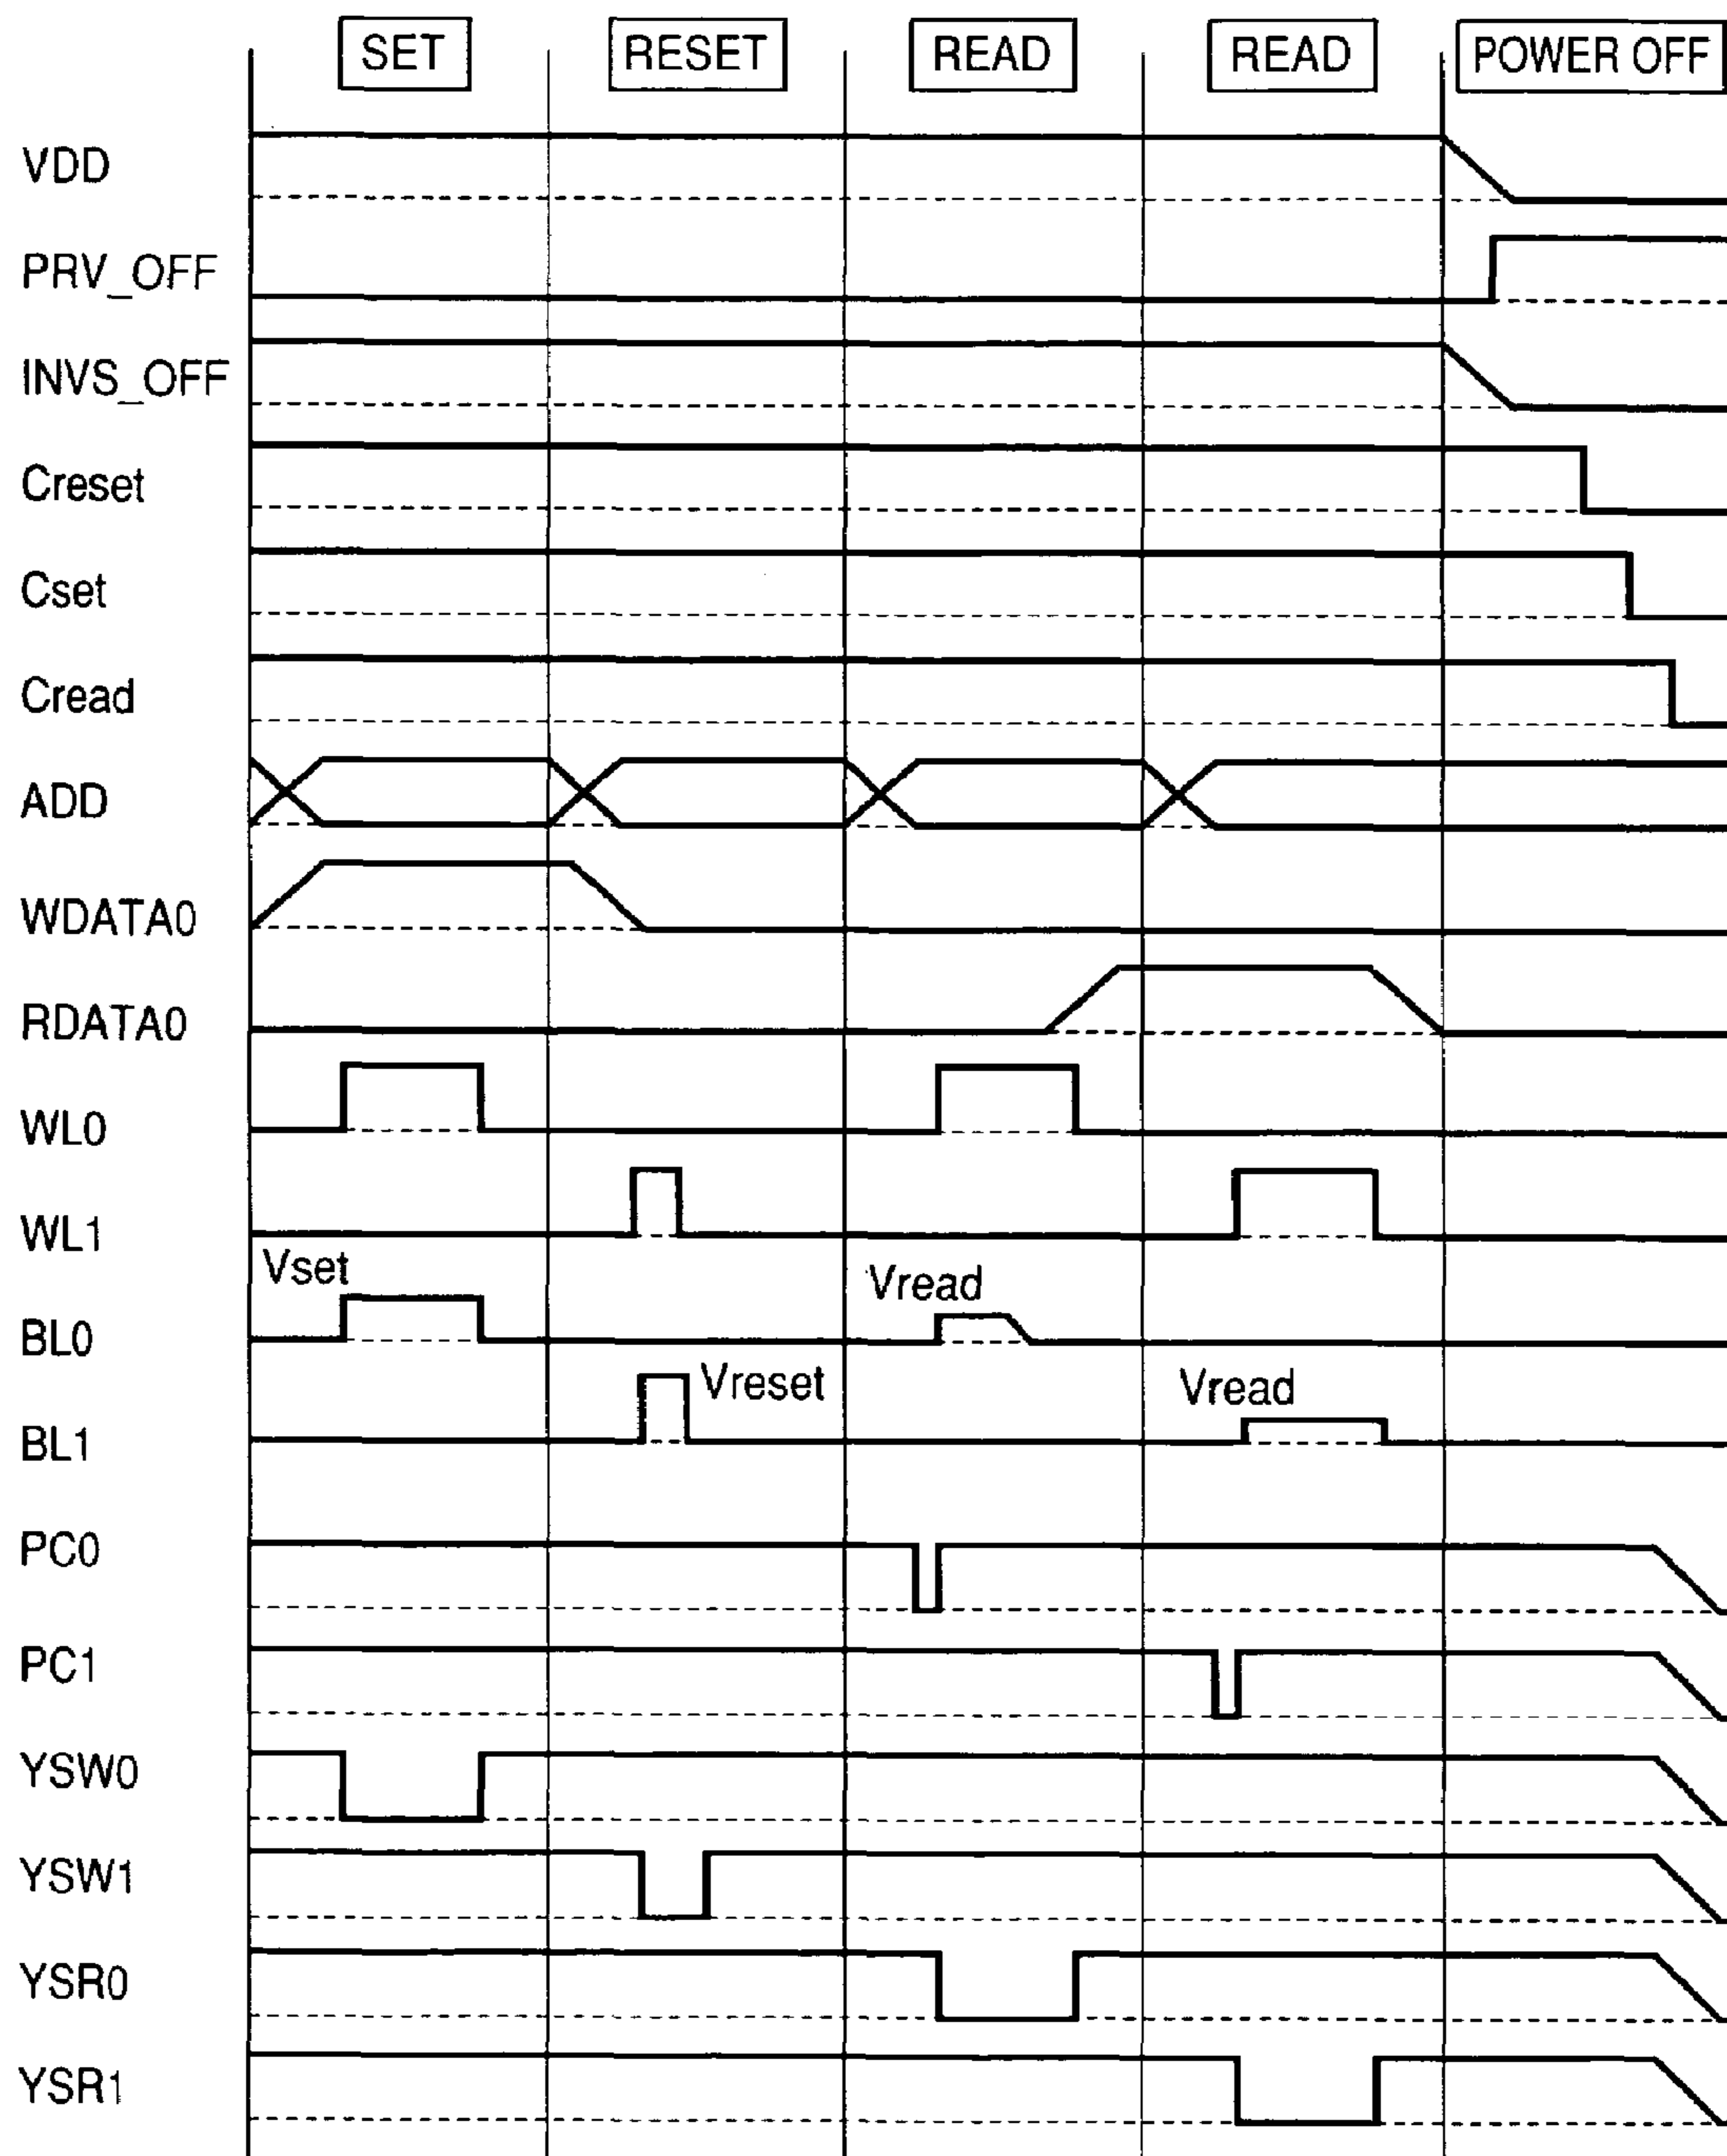 SET RESET READ READ POWER OFF
VDD
PRV_OFF
INVS_OFF
Creset
Cset
Cread
ADD
WDATA0
RDATA0
WL0
WL1
Vset Vread
BL0
Vreset Vread
BL1
PC0
PC1
YSW0
YSW1
YSR0
YSR1